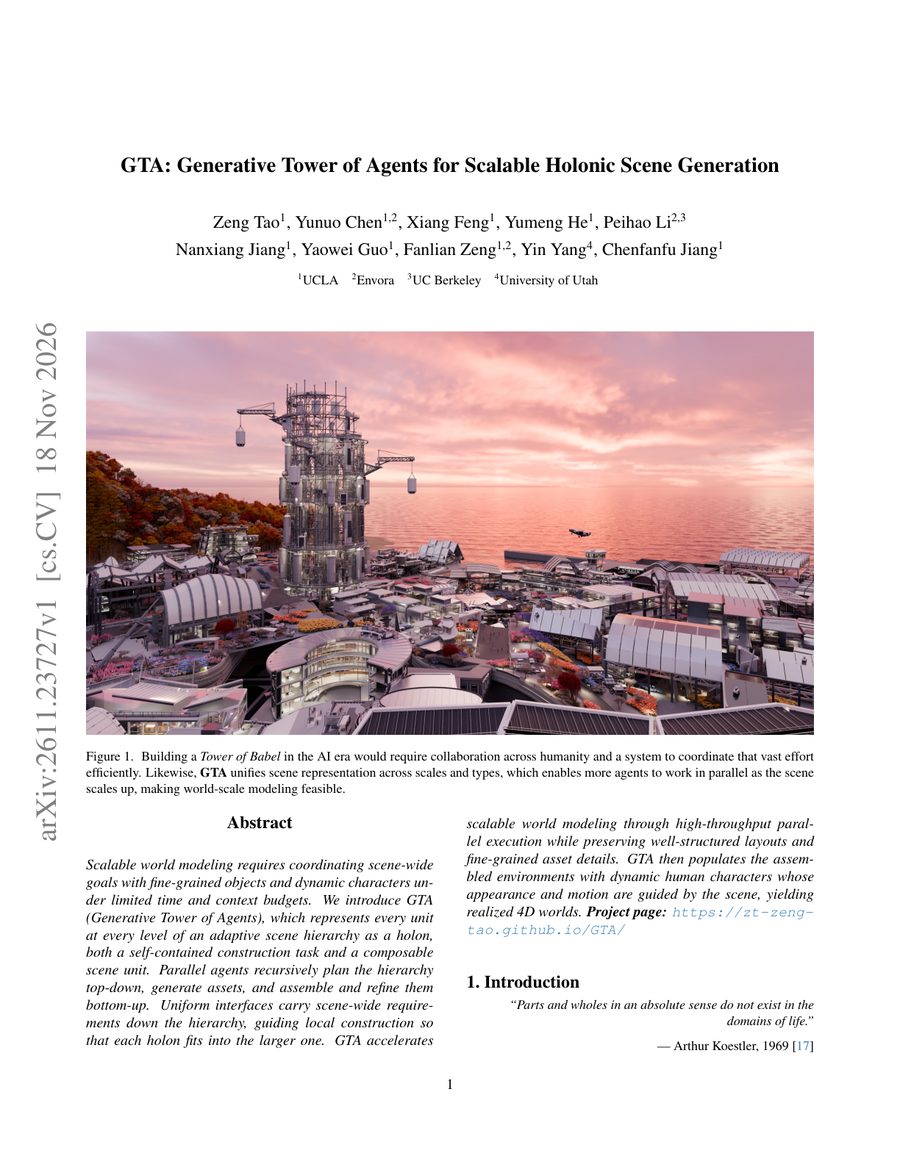 GTA: Generative Tower of Agents for Scalable Holonic Scene Generation
Zeng Tao1, Yunuo Chen1,2, Xiang Feng1, Yumeng He1, Peihao Li2,3
Nanxiang Jiang1, Yaowei Guo1, Fanlian Zeng1,2, Yin Yang4, Chenfanfu Jiang1
1UCLA 2Envora 3UC Berkeley 4University of Utah
arXiv:2611.23727v1 [cs.CV] 18 Nov 2026
Figure 1. Building a Tower of Babel in the AI era would require collaboration across humanity and a system to coordinate that vast effort
efficiently. Likewise, GTA unifies scene representation across scales and types, which enables more agents to work in parallel as the scene
scales up, making world-scale modeling feasible.
Abstract
Scalable world modeling requires coordinating scene-wide
goals with fine-grained objects and dynamic characters un-
der limited time and context budgets. We introduce GTA
(Generative Tower of Agents), which represents every unit
at every level of an adaptive scene hierarchy as a holon,
both a self-contained construction task and a composable
scene unit. Parallel agents recursively plan the hierarchy
top-down, generate assets, and assemble and refine them
bottom-up. Uniform interfaces carry scene-wide require-
ments down the hierarchy, guiding local construction so
that each holon fits into the larger one. GTA accelerates
scalable world modeling through high-throughput paral-
lel execution while preserving well-structured layouts and
fine-grained asset details. GTA then populates the assem-
bled environments with dynamic human characters whose
appearance and motion are guided by the scene, yielding
realized 4D worlds. Project page: https://zt-zeng-
tao.github.io/GTA/
1. Introduction
“Parts and wholes in an absolute sense do not exist in the
domains of life.”
— Arthur Koestler, 1969 [17]
1